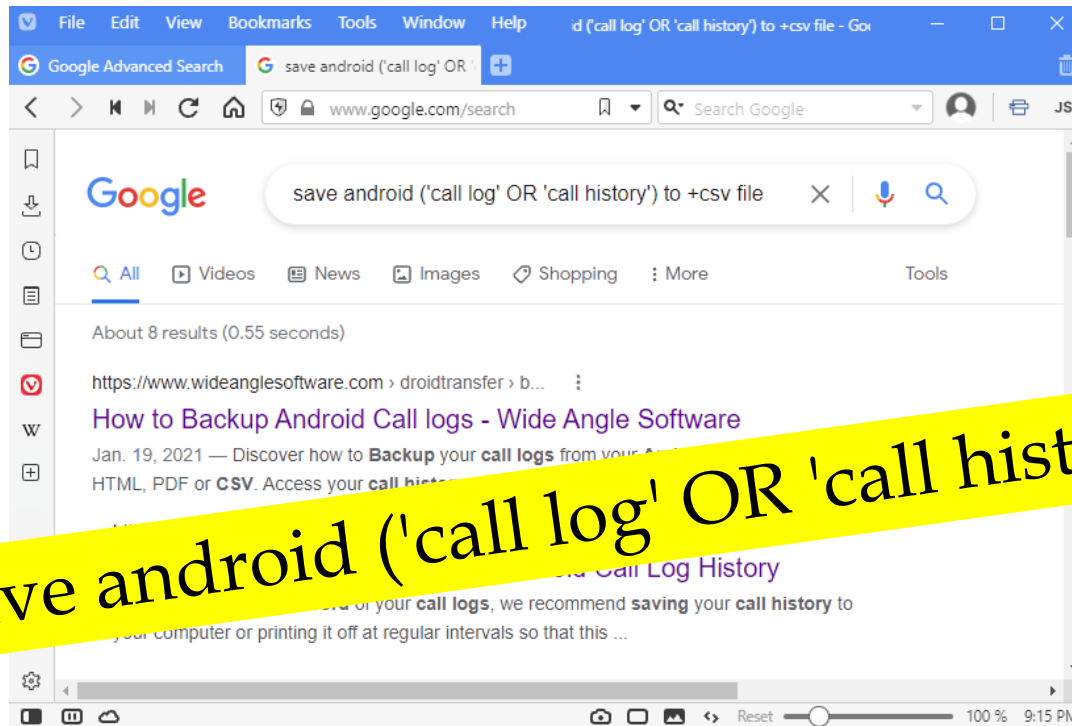 File Edit View Bookmarks Tools Window Help ('call log' OR 'call history') to +csv file - Goo
Google Advanced Search save android ('call log' OR '
www.google.com/search Search Google JS
Google save android ('call log' OR 'call history') to +csv file
All Videos News Images Shopping More Tools
About 8 results (0.55 seconds)
https://www.wideanglesoftware.com › droidtransfer › b...
How to Backup Android Call logs - Wide Angle Software
Jan. 19, 2021 — Discover how to Backup your call logs from your
HTML, PDF or CSV. Access your call
ve android ('call log' OR 'call hist
Call Log History
of your call logs, we recommend saving your call history to
your computer or printing it off at regular intervals so that this ...
Reset 100 % 9:15 PM